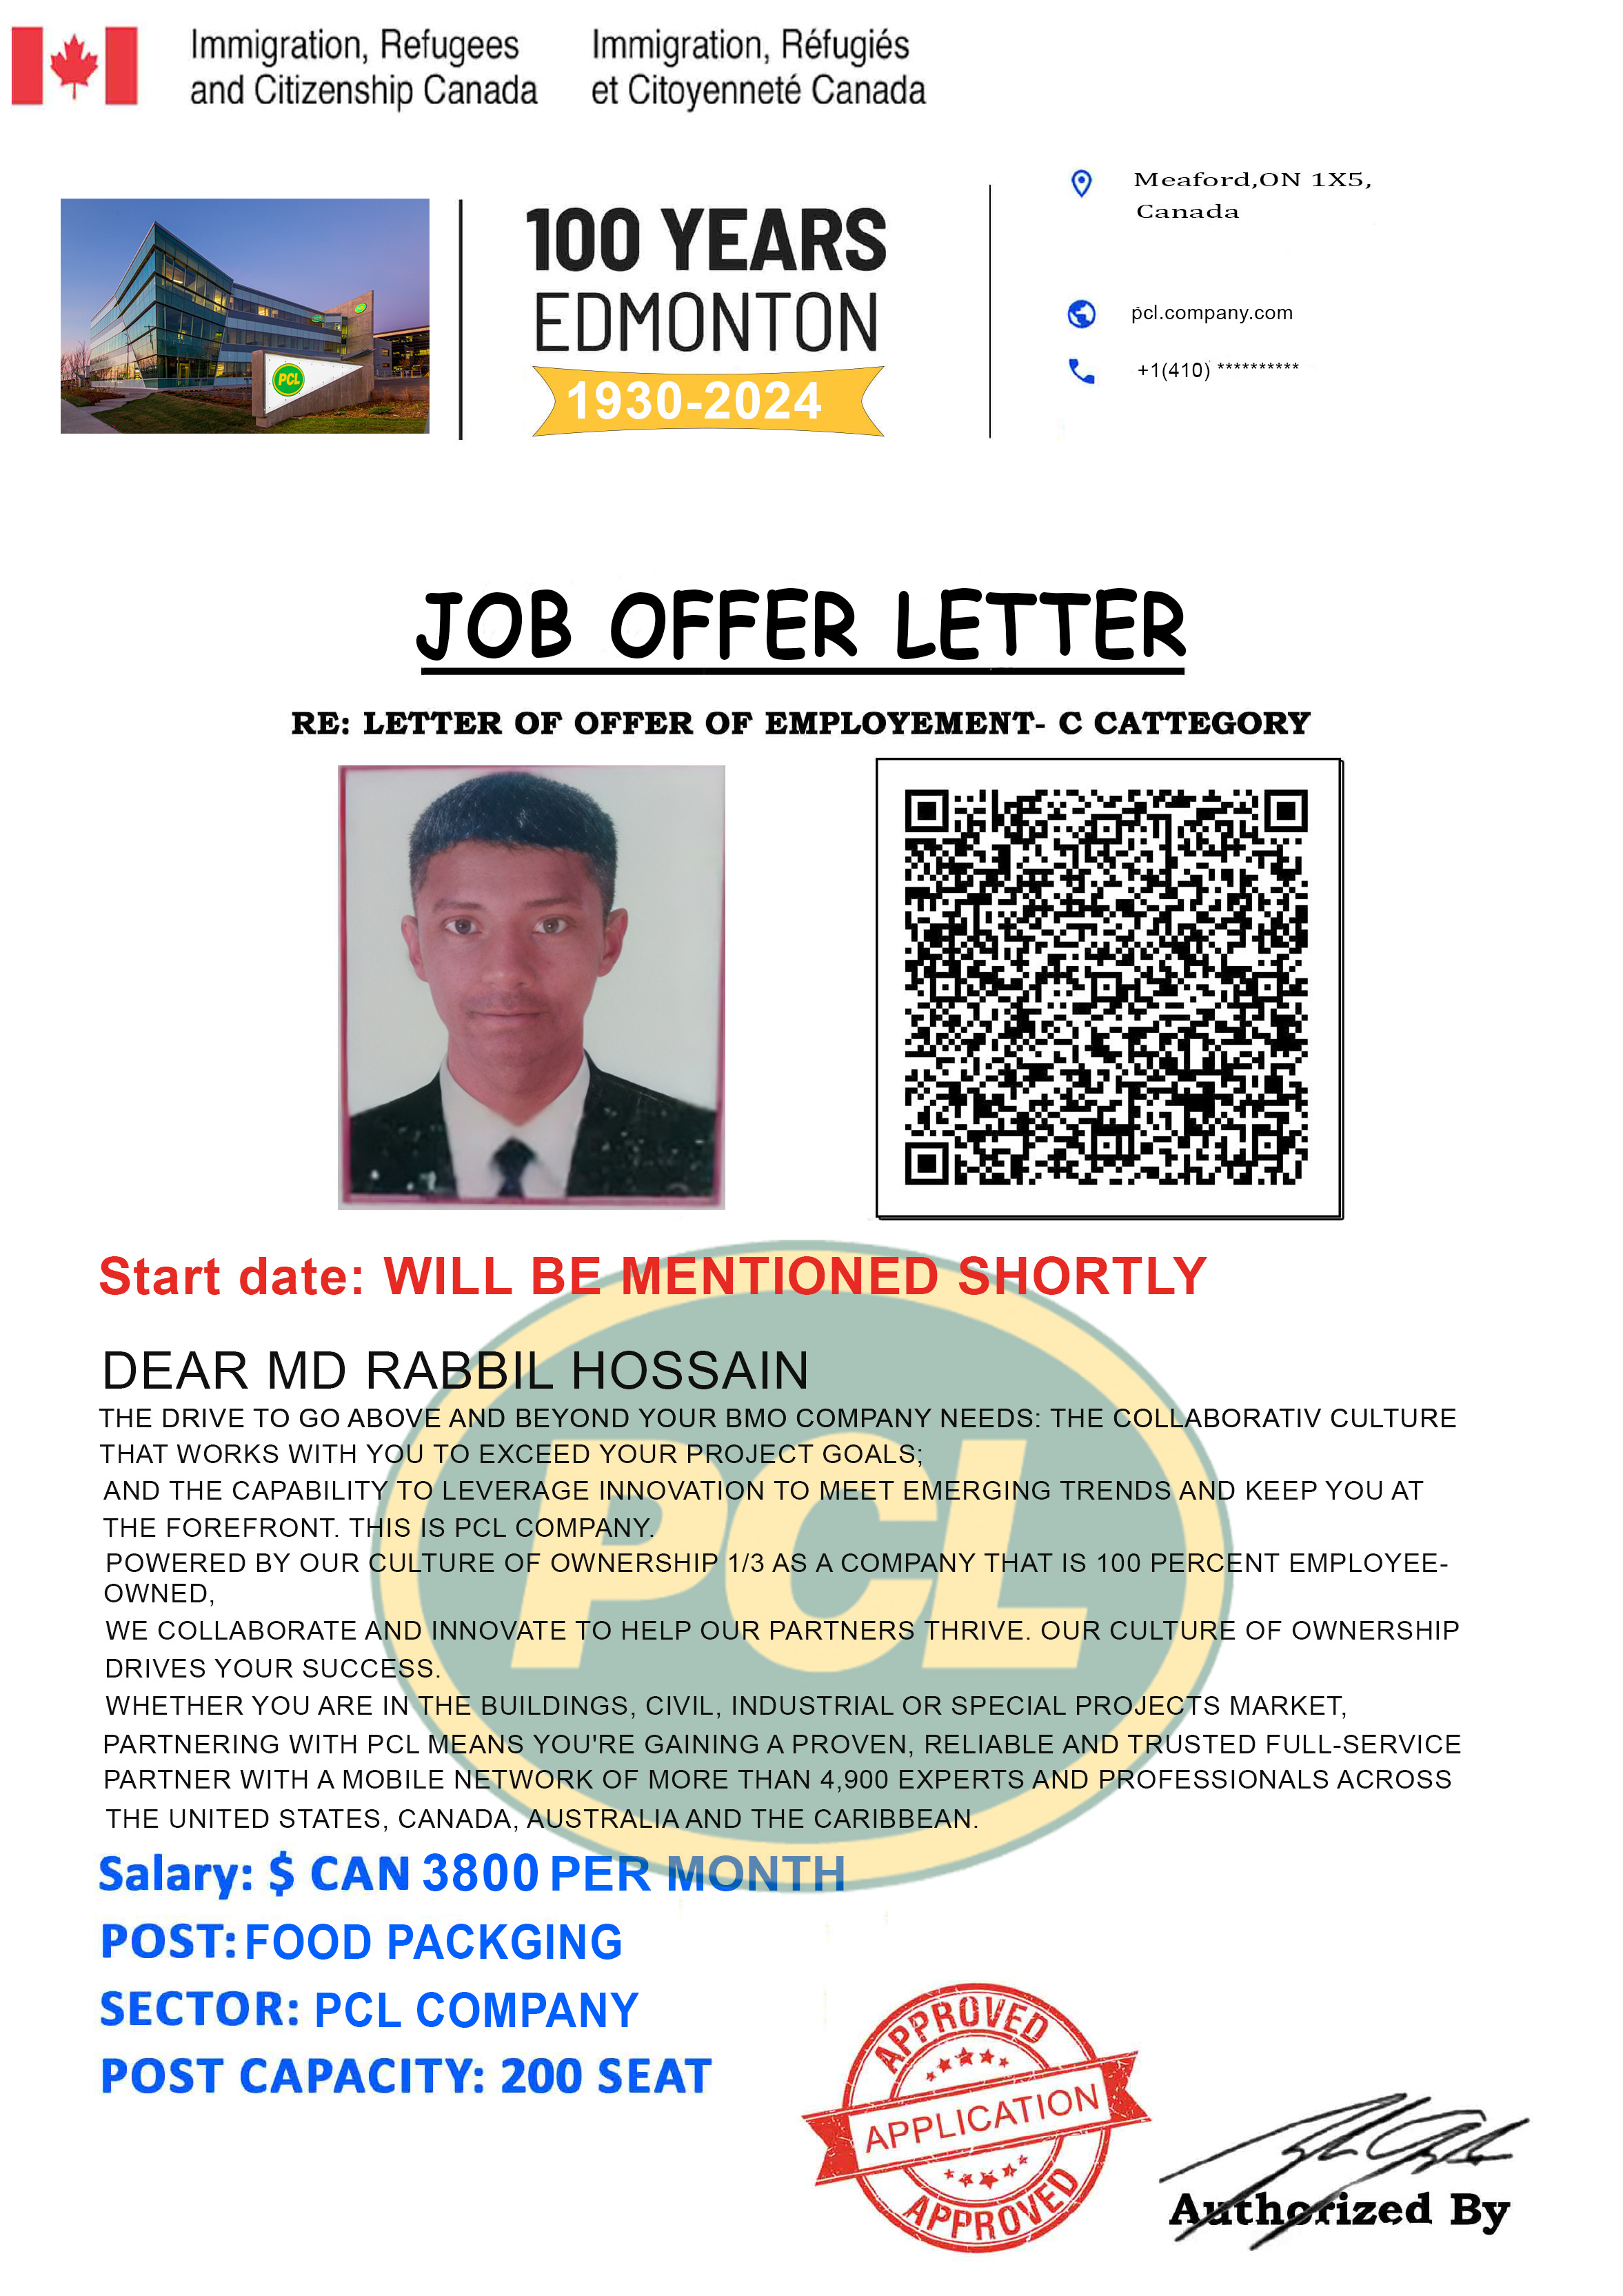 Immigration, Refugees
and Citizenship Canada
Immigration, Réfugiés
et Citoyenneté Canada
PCL
100 YEARS
EDMONTON
1930-2024
Meaford,ON 1X5,
Canada
pcl.company.com
+1(410) **********
JOB OFFER LETTER
RE: LETTER OF OFFER OF EMPLOYEMENT- C CATTEGORY
Start date: WILL BE MENTIONED SHORTLY
DEAR MD RABBIL HOSSAIN
THE DRIVE TO GO ABOVE AND BEYOND YOUR BMO COMPANY NEEDS: THE COLLABORATIV CULTURE
THAT WORKS WITH YOU TO EXCEED YOUR PROJECT GOALS;
AND THE CAPABILITY TO LEVERAGE INNOVATION TO MEET EMERGING TRENDS AND KEEP YOU AT
THE FOREFRONT. THIS IS PCL COMPANY.
POWERED BY OUR CULTURE OF OWNERSHIP 1/3 AS A COMPANY THAT IS 100 PERCENT EMPLOYEE-
OWNED,
WE COLLABORATE AND INNOVATE TO HELP OUR PARTNERS THRIVE. OUR CULTURE OF OWNERSHIP
DRIVES YOUR SUCCESS.
WHETHER YOU ARE IN THE BUILDINGS, CIVIL, INDUSTRIAL OR SPECIAL PROJECTS MARKET,
PARTNERING WITH PCL MEANS YOU'RE GAINING A PROVEN, RELIABLE AND TRUSTED FULL-SERVICE
PARTNER WITH A MOBILE NETWORK OF MORE THAN 4,900 EXPERTS AND PROFESSIONALS ACROSS
THE UNITED STATES, CANADA, AUSTRALIA AND THE CARIBBEAN.
PCL
Salary: $ CAN 3800 PER MONTH
POST: FOOD PACKGING
SECTOR: PCL COMPANY
POST CAPACITY: 200 SEAT
APPROVED
APPLICATION
APPROVED
Authorized By